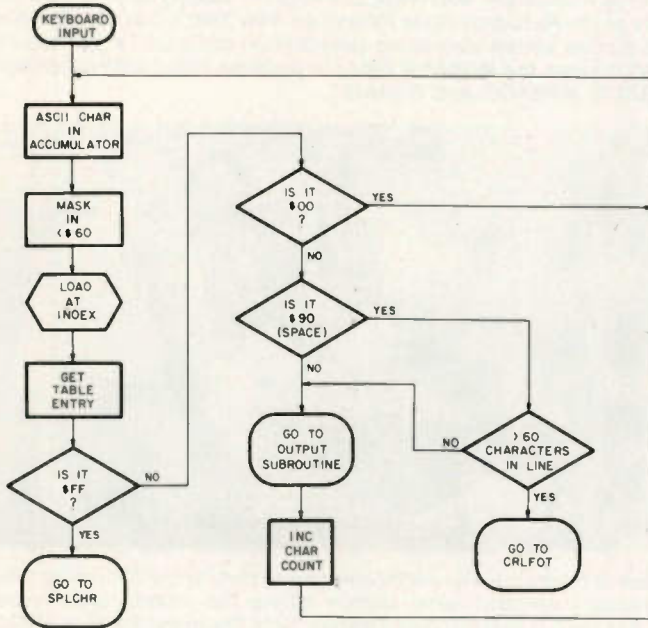 KEYBOARD
INPUT
ASCII CHAR
IN
ACCUMULATOR
MASK
IN
<$60
LOAD
AT
INDEX
GET
TABLE
ENTRY
IS IT
$FF
?
NO
YES
GO TO
SPLCHR
IS IT
$00
?
YES
NO
IS IT
$90
(SPACE)
YES
NO
GO TO
OUTPUT
SUBROUTINE
INC
CHAR
COUNT
>60
CHARACTERS
IN LINE
NO
YES
GO TO
CRLFOT